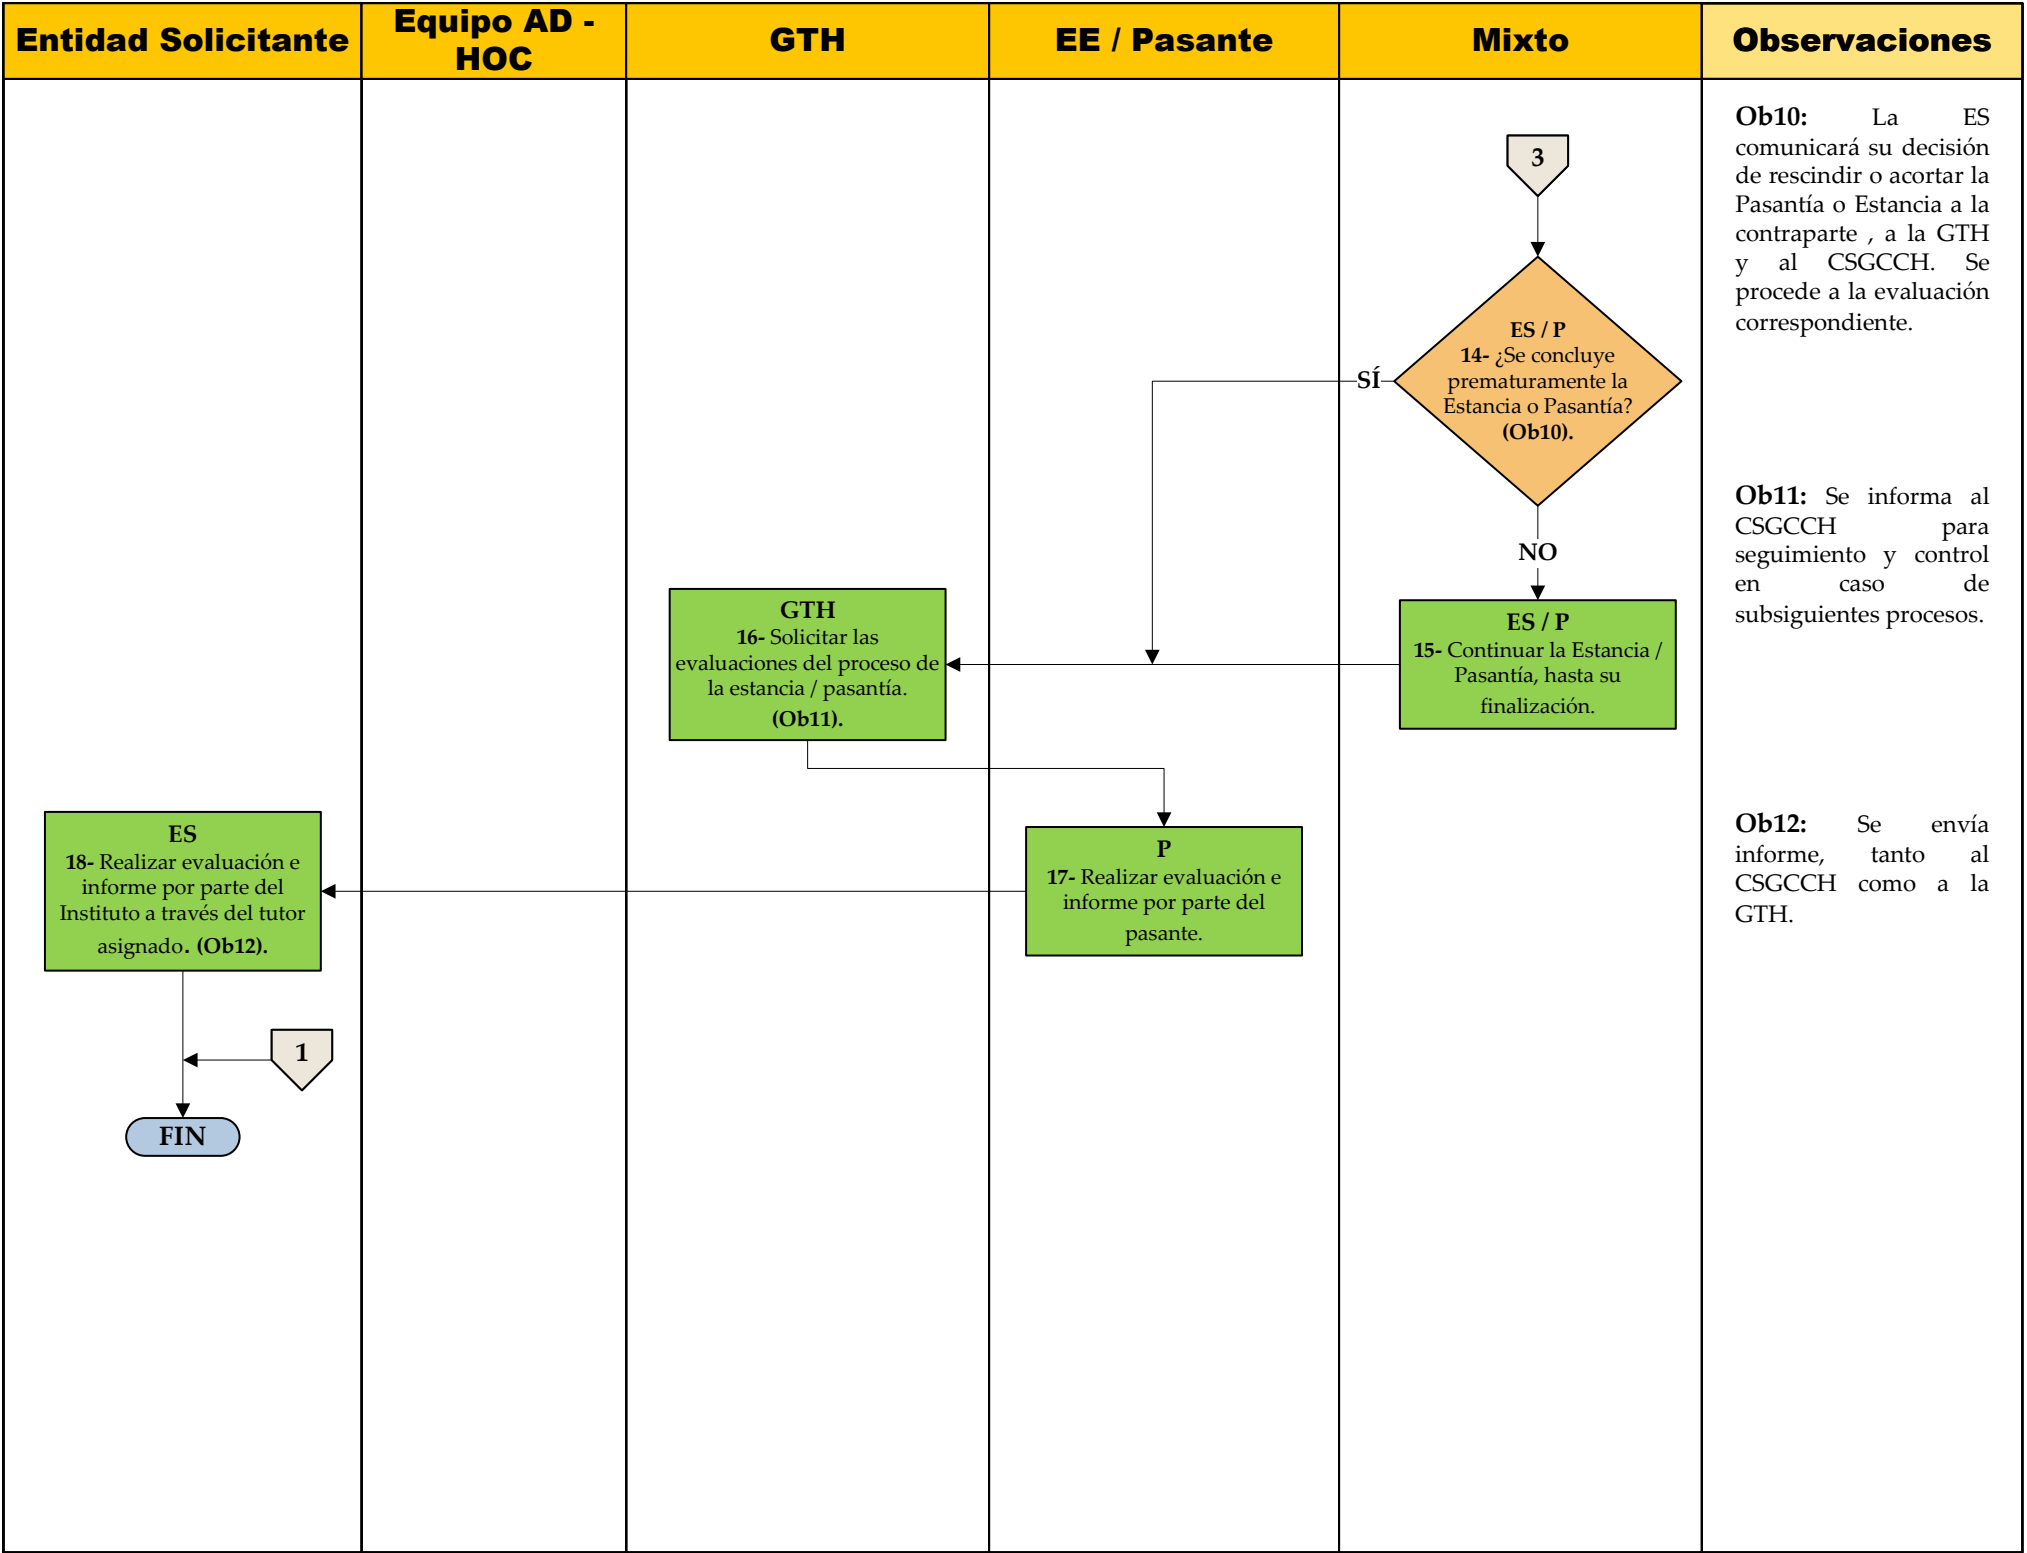 Entidad Solicitante
Equipo AD -
HOC
GTH
EE / Pasante
Mixto
Observaciones
3
ES / P
14- ¿Se concluye
prematuramente la
Estancia o Pasantía?
(Ob10).
SÍ
NO
ES / P
15- Continuar la Estancia /
Pasantía, hasta su
finalización.
GTH
16- Solicitar las
evaluaciones del proceso de
la estancia / pasantía.
(Ob11).
P
17- Realizar evaluación e
informe por parte del
pasante.
ES
18- Realizar evaluación e
informe por parte del
Instituto a través del tutor
asignado. (Ob12).
1
FIN
Ob10: La ES
comunicará su decisión
de rescindir o acortar la
Pasantía o Estancia a la
contraparte , a la GTH
y al CSGCCH. Se
procede a la evaluación
correspondiente.
Ob11: Se informa al
CSGCCH para
seguimiento y control
en caso de
subsiguientes procesos.
Ob12: Se envía
informe, tanto al
CSGCCH como a la
GTH.